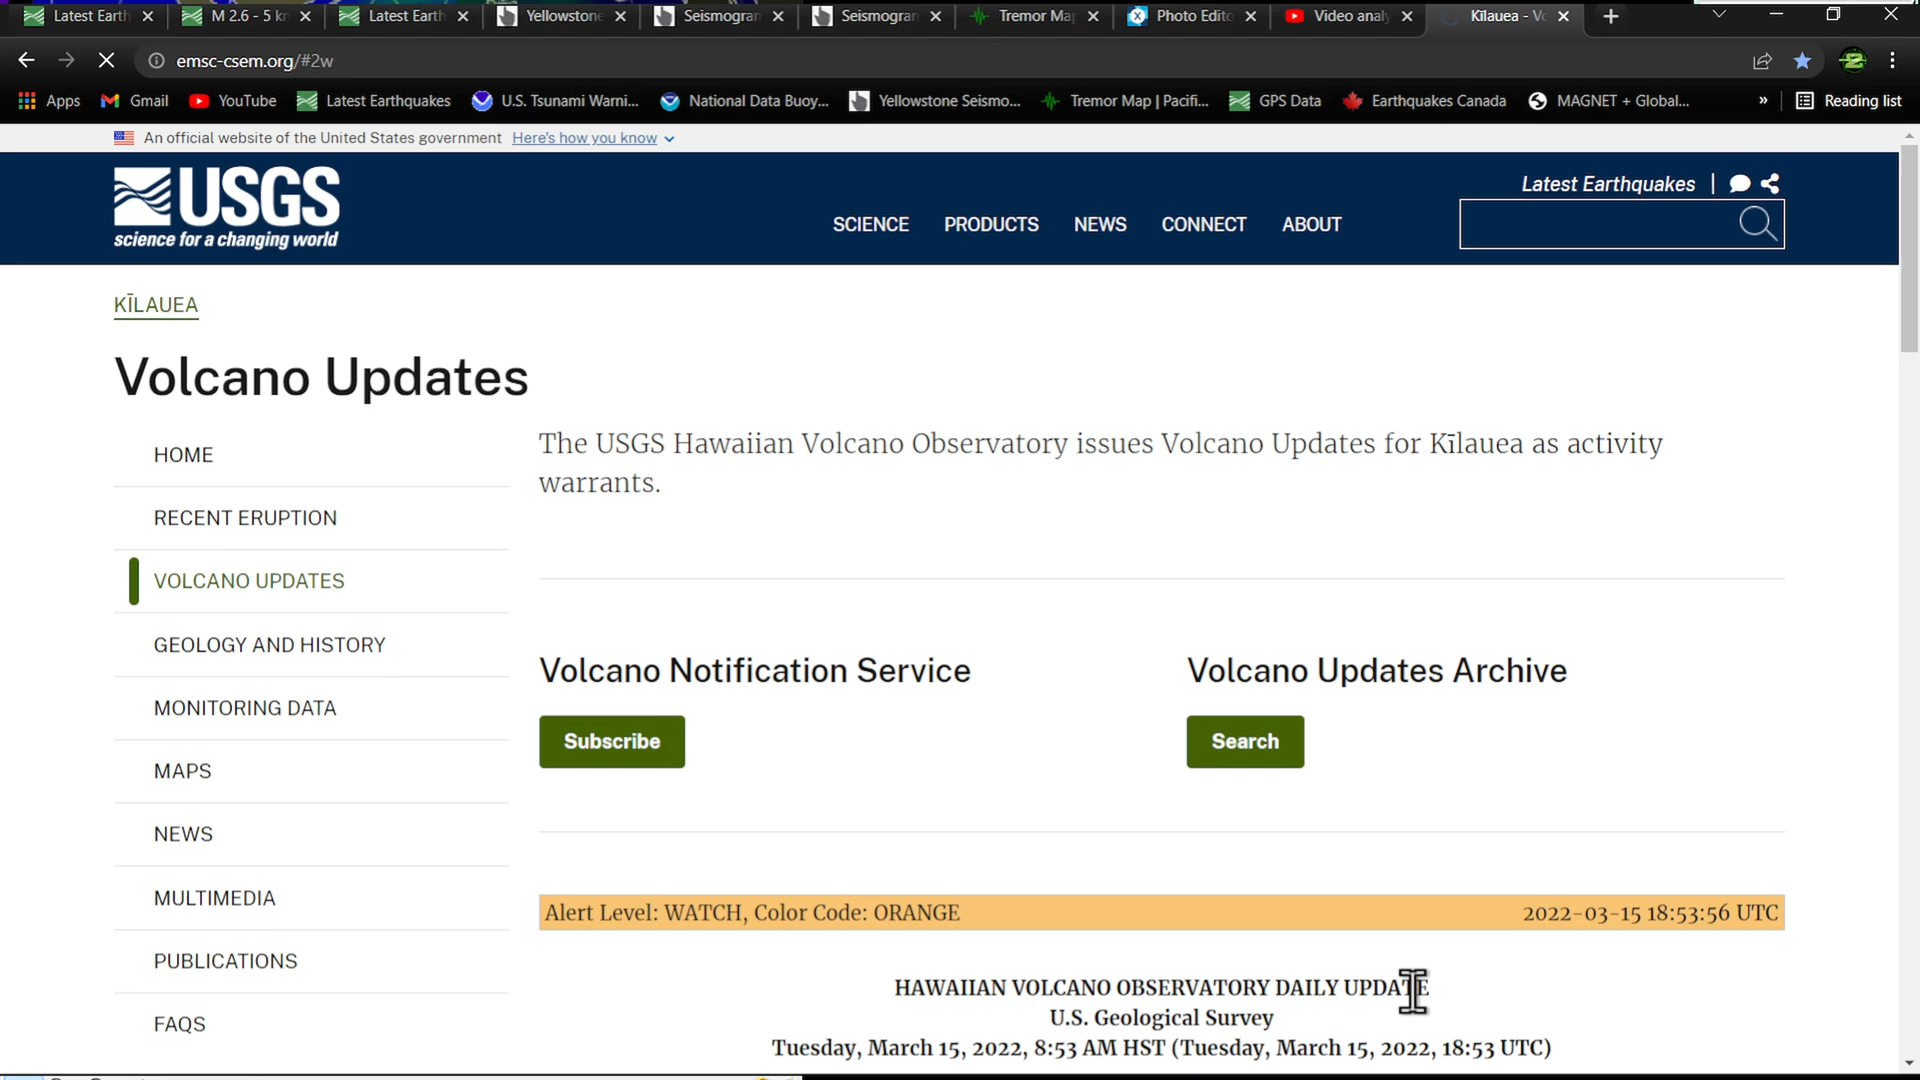 Latest Earth
M 2.6 - 5 k
Latest Earth
Yellowstone
Seismogran
Seismogran
Tremor Ma
Photo Edito
Video analy
Kīlauea - Vo
emsc-csem.org/#2w
Apps
Gmail
YouTube
Latest Earthquakes
U.S. Tsunami Warni...
National Data Buoy...
Yellowstone Seismo...
Tremor Map | Pacifi...
GPS Data
Earthquakes Canada
MAGNET + Global...
»
Reading list
An official website of the United States government Here's how you know
USGS
science for a changing world
Latest Earthquakes |
SCIENCE
PRODUCTS
NEWS
CONNECT
ABOUT
KĪLAUEA
Volcano Updates
HOME
RECENT ERUPTION
VOLCANO UPDATES
GEOLOGY AND HISTORY
MONITORING DATA
MAPS
NEWS
MULTIMEDIA
PUBLICATIONS
FAQS
The USGS Hawaiian Volcano Observatory issues Volcano Updates for Kīlauea as activity
warrants.
Volcano Notification Service
Subscribe
Volcano Updates Archive
Search
Alert Level: WATCH, Color Code: ORANGE
2022-03-15 18:53:56 UTC
HAWAIIAN VOLCANO OBSERVATORY DAILY UPDATE
U.S. Geological Survey
Tuesday, March 15, 2022, 8:53 AM HST (Tuesday, March 15, 2022, 18:53 UTC)